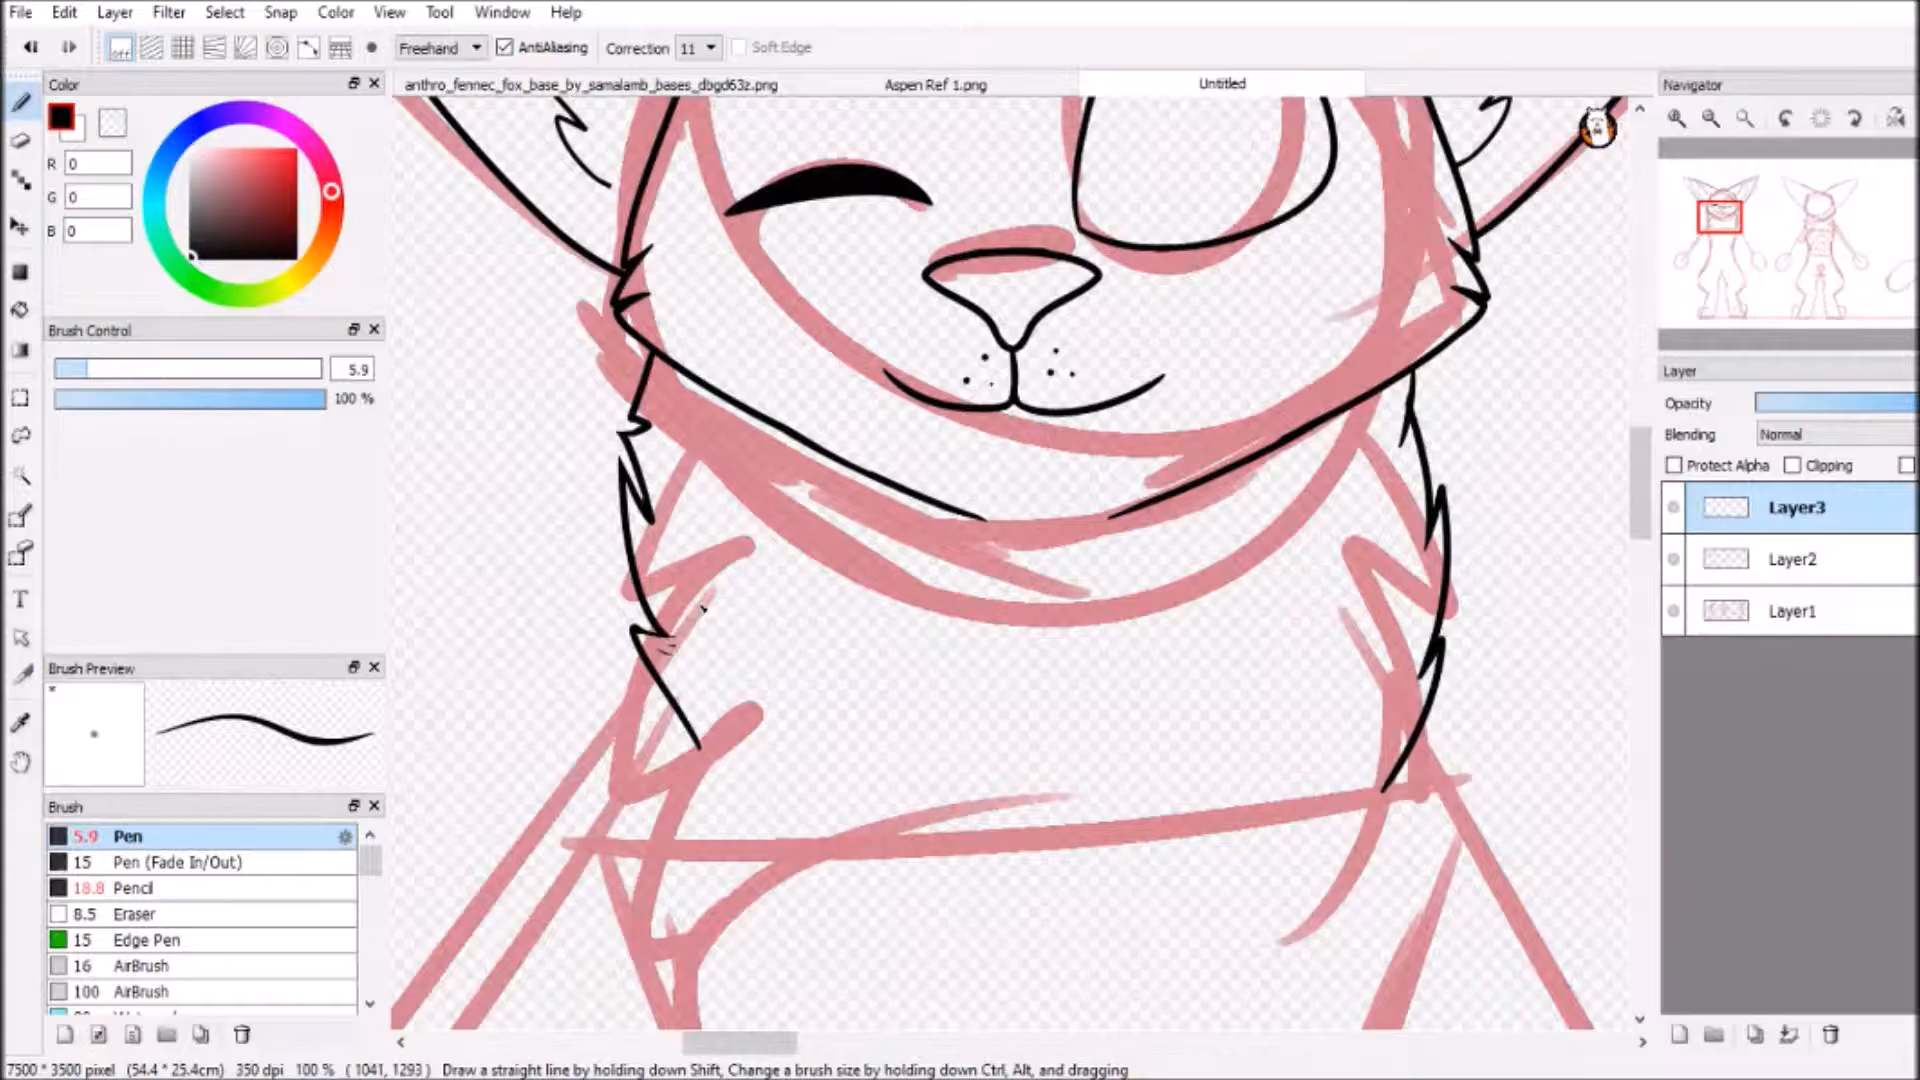 File Edit Layer Filter Select Snap Color View Tool Window Help
off Freehand AntiAliasing Correction 11 Soft Edge
Color
anthro_fennec_fox_base_by_samalamb_bases_dbgd63z.png Aspen Ref 1.png Untitled
Navigator
R 0
G 0
B 0
Brush Control
5.9
100 %
Layer
Opacity
Blending Normal
Protect Alpha Clipping
Layer3
Layer2
Layer1
Brush Preview
Brush
5.9 Pen
15 Pen (Fade In/Out)
18.8 Pencil
8.5 Eraser
15 Edge Pen
16 AirBrush
100 AirBrush
7500 * 3500 pixel (54.4 * 25.4cm) 350 dpi 100 % ( 1041, 1293 ) Draw a straight line by holding down Shift, Change a brush size by holding down Ctrl, Alt, and dragging